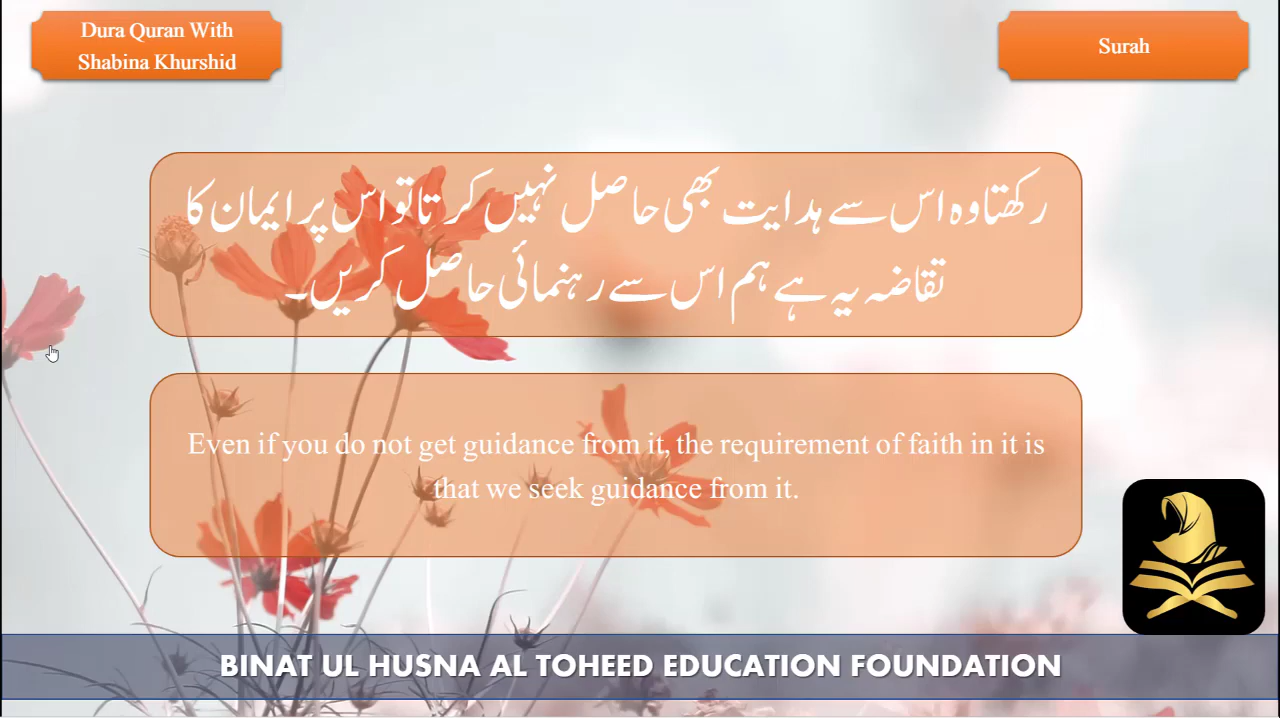 Dura Quran With
Shabina Khurshid
Surah
رکھتا وہ اس سے ہدایت بھی حاصل نہیں کرتا تو اس پر ایمان کا
تقاضہ یہ ہے ہم اس سے رہنمائی حاصل کریں۔
Even if you do not get guidance from it, the requirement of faith in it is
that we seek guidance from it.
BINAT UL HUSNA AL TOHEED EDUCATION FOUNDATION